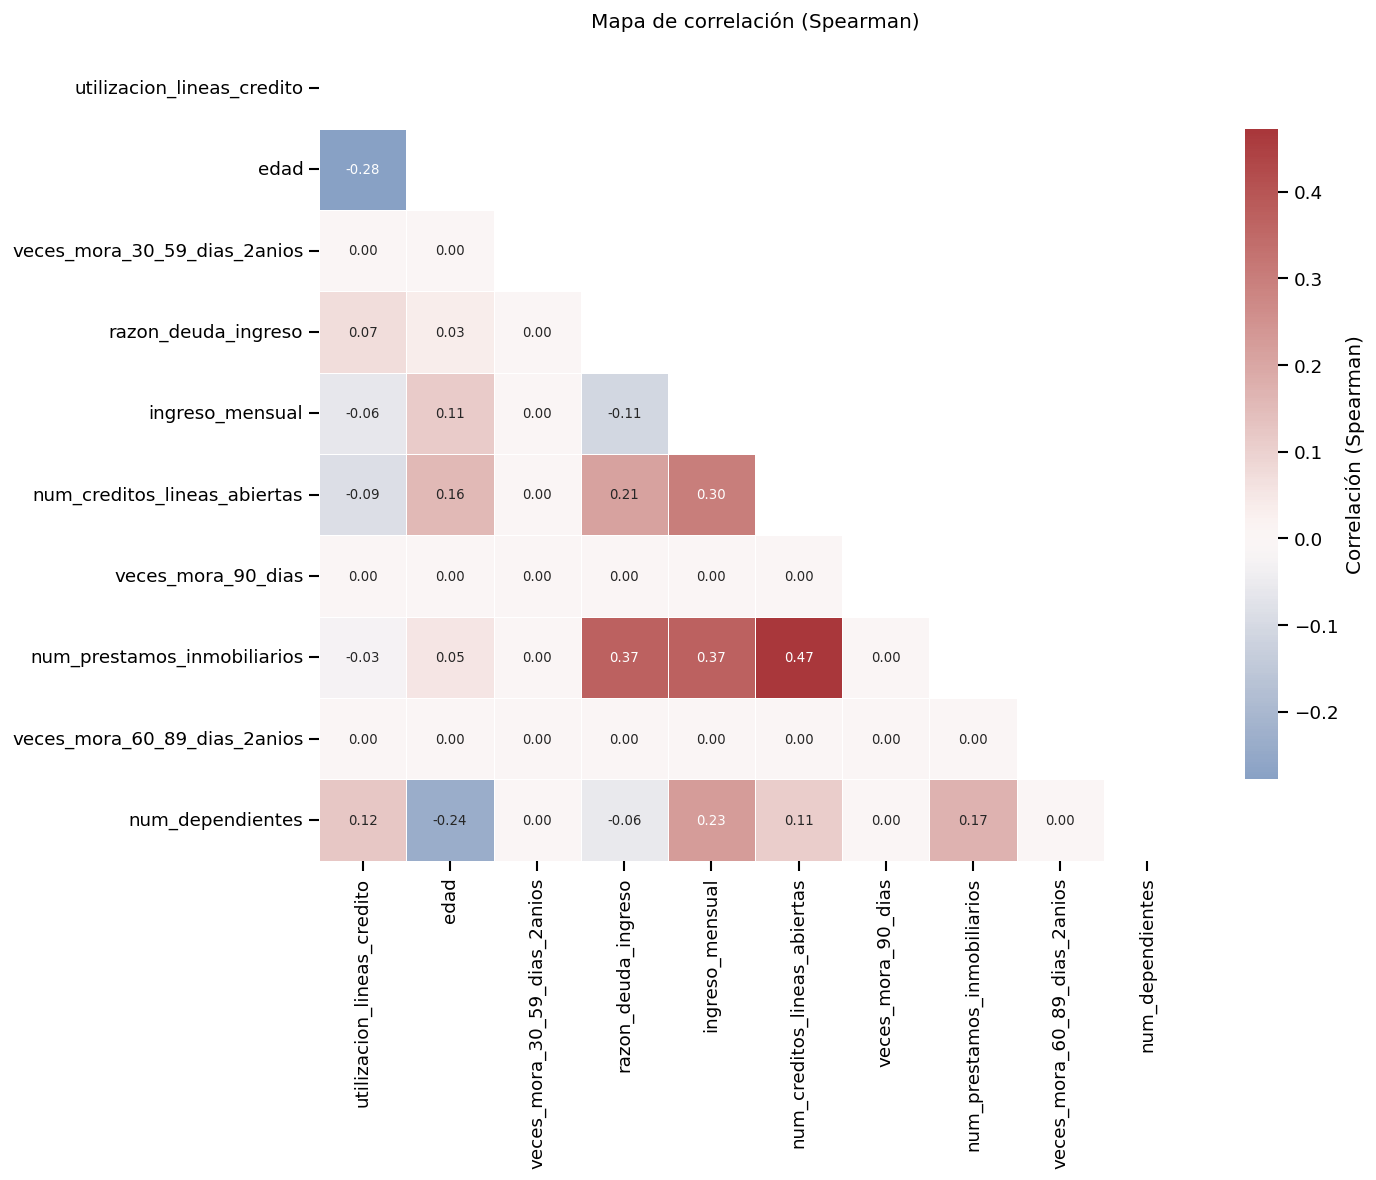 Mapa de correlación (Spearman)
utilizacion_lineas_credito
edad -0.28
veces_mora_30_59_dias_2anios 0.00 0.00
razon_deuda_ingreso 0.07 0.03 0.00
ingreso_mensual -0.06 0.11 0.00 -0.11
num_creditos_lineas_abiertas -0.09 0.16 0.00 0.21 0.30
veces_mora_90_dias 0.00 0.00 0.00 0.00 0.00 0.00
num_prestamos_inmobiliarios -0.03 0.05 0.00 0.37 0.37 0.47 0.00
veces_mora_60_89_dias_2anios 0.00 0.00 0.00 0.00 0.00 0.00 0.00 0.00
num_dependientes 0.12 -0.24 0.00 -0.06 0.23 0.11 0.00 0.17 0.00
utilizacion_lineas_credito
edad
veces_mora_30_59_dias_2anios
razon_deuda_ingreso
ingreso_mensual
num_creditos_lineas_abiertas
veces_mora_90_dias
num_prestamos_inmobiliarios
veces_mora_60_89_dias_2anios
num_dependientes
0.4
0.3
0.2
0.1
0.0
−0.1
−0.2
Correlación (Spearman)